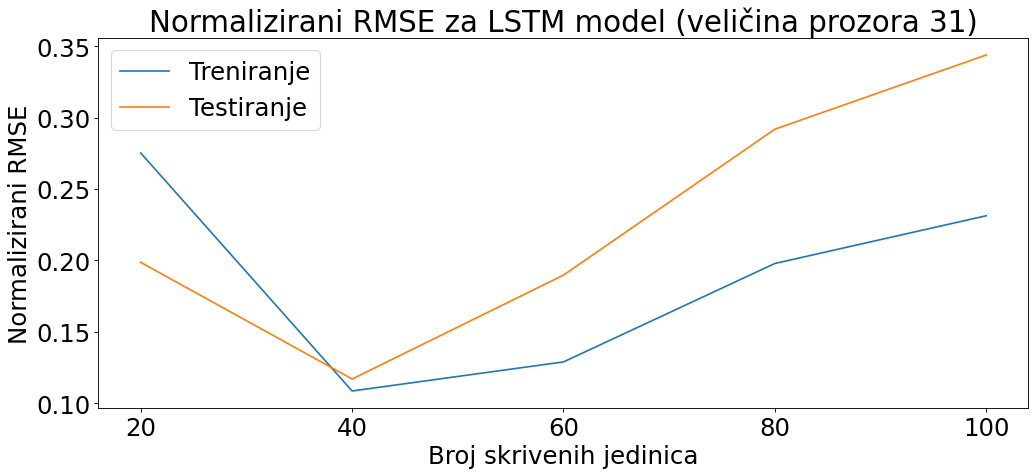 Normalizirani RMSE za LSTM model (veličina prozora 31)
Treniranje
Testiranje
Normalizirani RMSE
0.35
0.30
0.25
0.20
0.15
0.10
20 40 60 80 100
Broj skrivenih jedinica